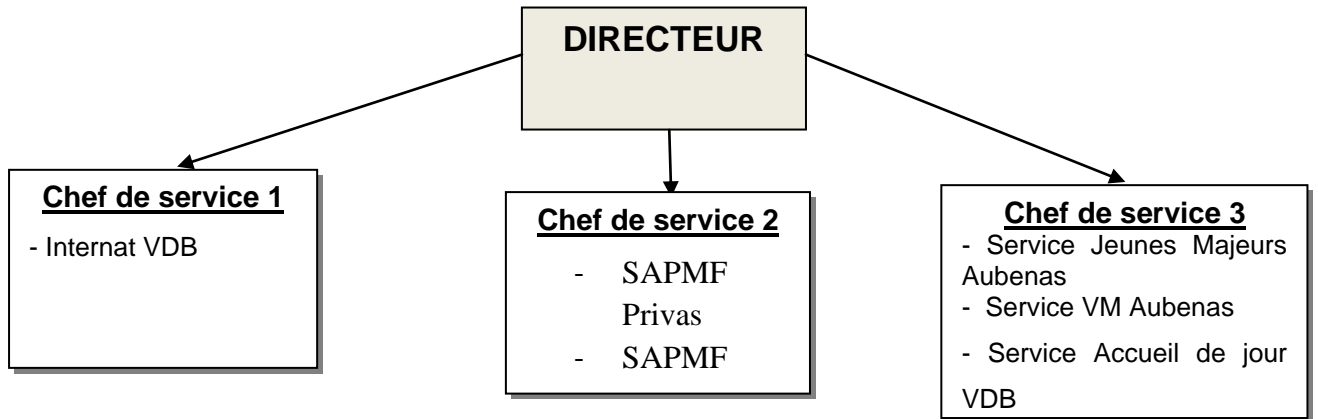 DIRECTEUR
Chef de service 1
- Internat VDB
Chef de service 2
- SAPMF
Privas
- SAPMF
Chef de service 3
- Service Jeunes Majeurs
Aubenas
- Service VM Aubenas
- Service Accueil de jour
VDB